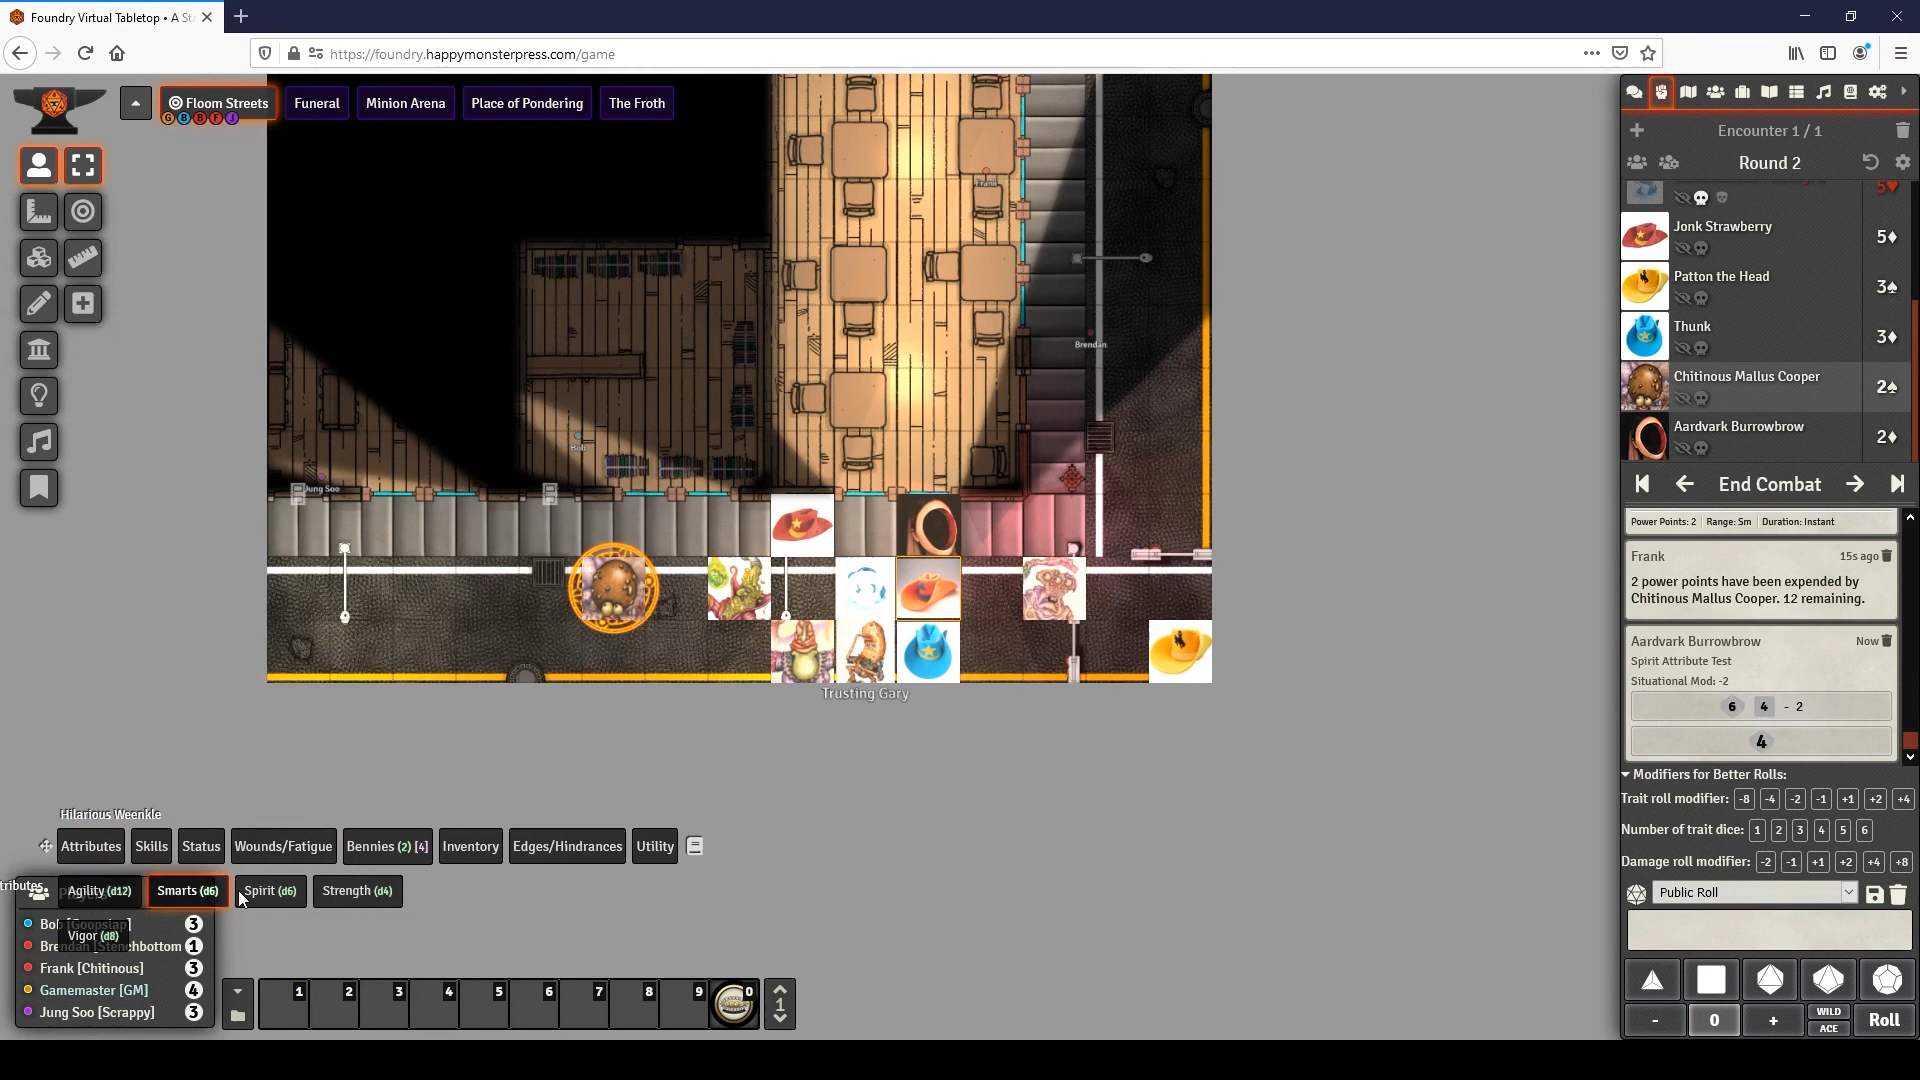 Foundry Virtual Tabletop • A St
https://foundry.happymonsterpress.com/game
Floom Streets
Funeral
Minion Arena
Place of Pondering
The Froth
G B B F J
Encounter 1 / 1
Round 2
5♥
Jonk Strawberry
5♦
Patton the Head
3♠
Thunk
3♦
Chitinous Mallus Cooper
2♠
Aardvark Burrowbrow
2♦
End Combat
Frank
Brendan
Bob
Jung Soo
Trusting Gary
Power Points: 2 | Range: Sm | Duration: Instant
Frank
15s ago
2 power points have been expended by
Chitinous Mallus Cooper. 12 remaining.
Aardvark Burrowbrow
Now
Spirit Attribute Test
Situational Mod: -2
6 4 - 2
4
Modifiers for Better Rolls:
Trait roll modifier: -8 -4 -2 -1 +1 +2 +4
Number of trait dice: 1 2 3 4 5 6
Damage roll modifier: -2 -1 +1 +2 +4 +8
Public Roll
- 0 + WILD
ACE
Roll
Hilarious Weenkle
Attributes
Skills
Status
Wounds/Fatigue
Bennies (2) [4]
Inventory
Edges/Hindrances
Utility
tributes
Players
Agility (d12)
Smarts (d6)
Spirit (d6)
Strength (d4)
Vigor (d8)
Bob [Goopslap] 3
Brendan [Stenchbottom 1
Frank [Chitinous] 3
Gamemaster [GM] 4
Jung Soo [Scrappy] 3
1 2 3 4 5 6 7 8 9 0
1